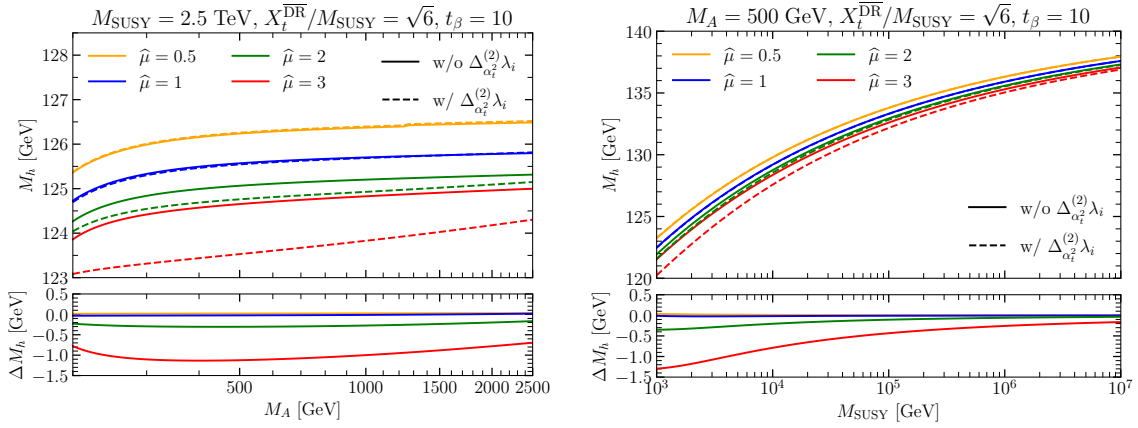 M_SUSY = 2.5 TeV, X_t^{\overline{DR}}/M_SUSY = √6, t_β = 10
128
127
126
125
124
123
M_h [GeV]
μ̂ = 0.5
μ̂ = 1
μ̂ = 2
μ̂ = 3
w/o Δ^{(2)}_{α_t^2} λ_i
w/ Δ^{(2)}_{α_t^2} λ_i
0.5
0.0
−0.5
−1.0
−1.5
ΔM_h [GeV]
500 1000 1500 2000 2500
M_A [GeV]
M_A = 500 GeV, X_t^{\overline{DR}}/M_SUSY = √6, t_β = 10
140
135
130
125
120
M_h [GeV]
μ̂ = 0.5
μ̂ = 1
μ̂ = 2
μ̂ = 3
w/o Δ^{(2)}_{α_t^2} λ_i
w/ Δ^{(2)}_{α_t^2} λ_i
0.5
0.0
−0.5
−1.0
−1.5
ΔM_h [GeV]
10^3 10^4 10^5 10^6 10^7
M_SUSY [GeV]